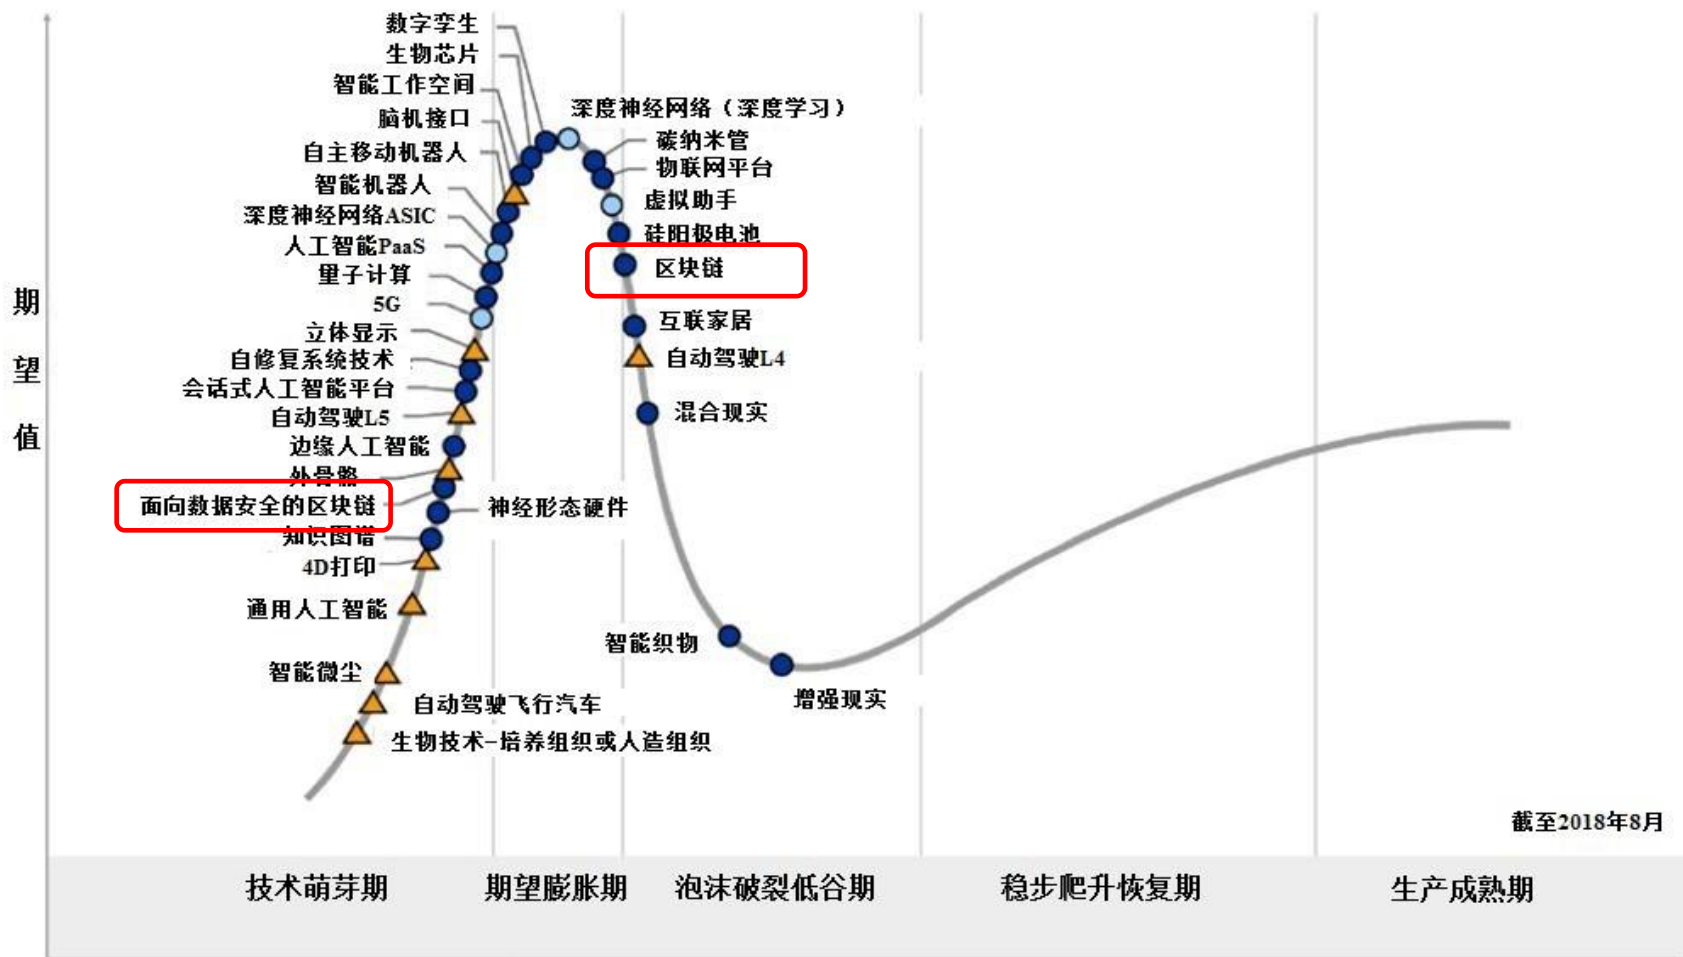 数字孪生
生物芯片
智能工作空间
脑机接口
自主移动机器人
智能机器人
深度神经网络ASIC
人工智能PaaS
量子计算
5G
立体显示
自修复系统技术
会话式人工智能平台
自动驾驶L5
边缘人工智能
外骨骼
面向数据安全的区块链
神经形态硬件
知识图谱
4D打印
通用人工智能
智能微尘
自动驾驶飞行汽车
生物技术-培养组织或人造组织
深度神经网络（深度学习）
碳纳米管
物联网平台
虚拟助手
硅阳极电池
区块链
互联家居
自动驾驶L4
混合现实
智能织物
增强现实
期望值
截至2018年8月
技术萌芽期
期望膨胀期
泡沫破裂低谷期
稳步爬升恢复期
生产成熟期